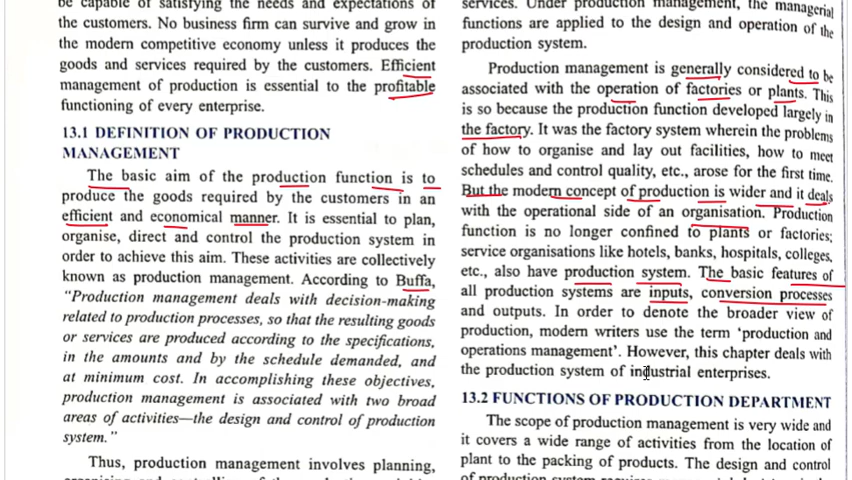 be capable of satisfying the needs and expectations of
the customers. No business firm can survive and grow in
the modern competitive economy unless it produces the
goods and services required by the customers. Efficient
management of production is essential to the profitable
functioning of every enterprise.
13.1 DEFINITION OF PRODUCTION
MANAGEMENT
The basic aim of the production function is to
produce the goods required by the customers in an
efficient and economical manner. It is essential to plan,
organise, direct and control the production system in
order to achieve this aim. These activities are collectively
known as production management. According to Buffa,
"Production management deals with decision-making
related to production processes, so that the resulting goods
or services are produced according to the specifications,
in the amounts and by the schedule demanded, and
at minimum cost. In accomplishing these objectives,
production management is associated with two broad
areas of activities—the design and control of production
system."
Thus, production management involves planning,
services. Under production management, the managerial
functions are applied to the design and operation of the
production system.
Production management is generally considered to be
associated with the operation of factories or plants. This
is so because the production function developed largely in
the factory. It was the factory system wherein the problems
of how to organise and lay out facilities, how to meet
schedules and control quality, etc., arose for the first time.
But the modern concept of production is wider and it deals
with the operational side of an organisation. Production
function is no longer confined to plants or factories;
service organisations like hotels, banks, hospitals, colleges,
etc., also have production system. The basic features of
all production systems are inputs, conversion processes
and outputs. In order to denote the broader view of
production, modern writers use the term 'production and
operations management'. However, this chapter deals with
the production system of industrial enterprises.
13.2 FUNCTIONS OF PRODUCTION DEPARTMENT
The scope of production management is very wide and
it covers a wide range of activities from the location of
plant to the packing of products. The design and control